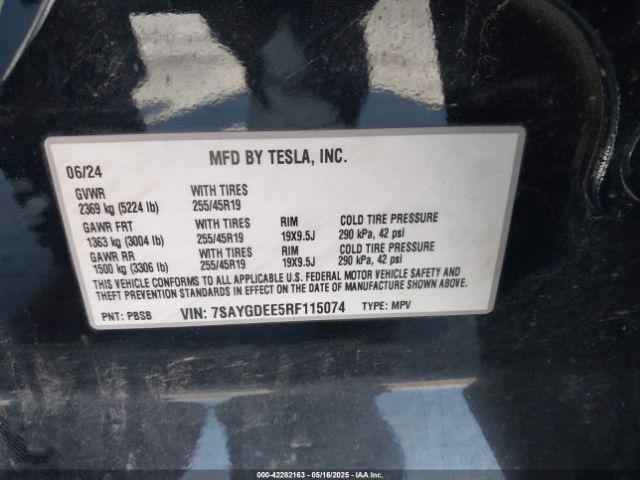 06/24 MFD BY TESLA, INC.
GVWR WITH TIRES
2369 kg (5224 lb) 255/45R19
GAWR FRT WITH TIRES RIM COLD TIRE PRESSURE
1363 kg (3004 lb) 255/45R19 19X9.5J 290 kPa, 42 psi
GAWR RR WITH TIRES RIM COLD TIRE PRESSURE
1500 kg (3306 lb) 255/45R19 19X9.5J 290 kPa, 42 psi
THIS VEHICLE CONFORMS TO ALL APPLICABLE U.S. FEDERAL MOTOR VEHICLE SAFETY AND
THEFT PREVENTION STANDARDS IN EFFECT ON THE DATE OF MANUFACTURE SHOWN ABOVE.
PNT: PBSB VIN: 7SAYGDEE5RF115074 TYPE: MPV
000-42282163 - 05/16/2025 - IAA Inc.